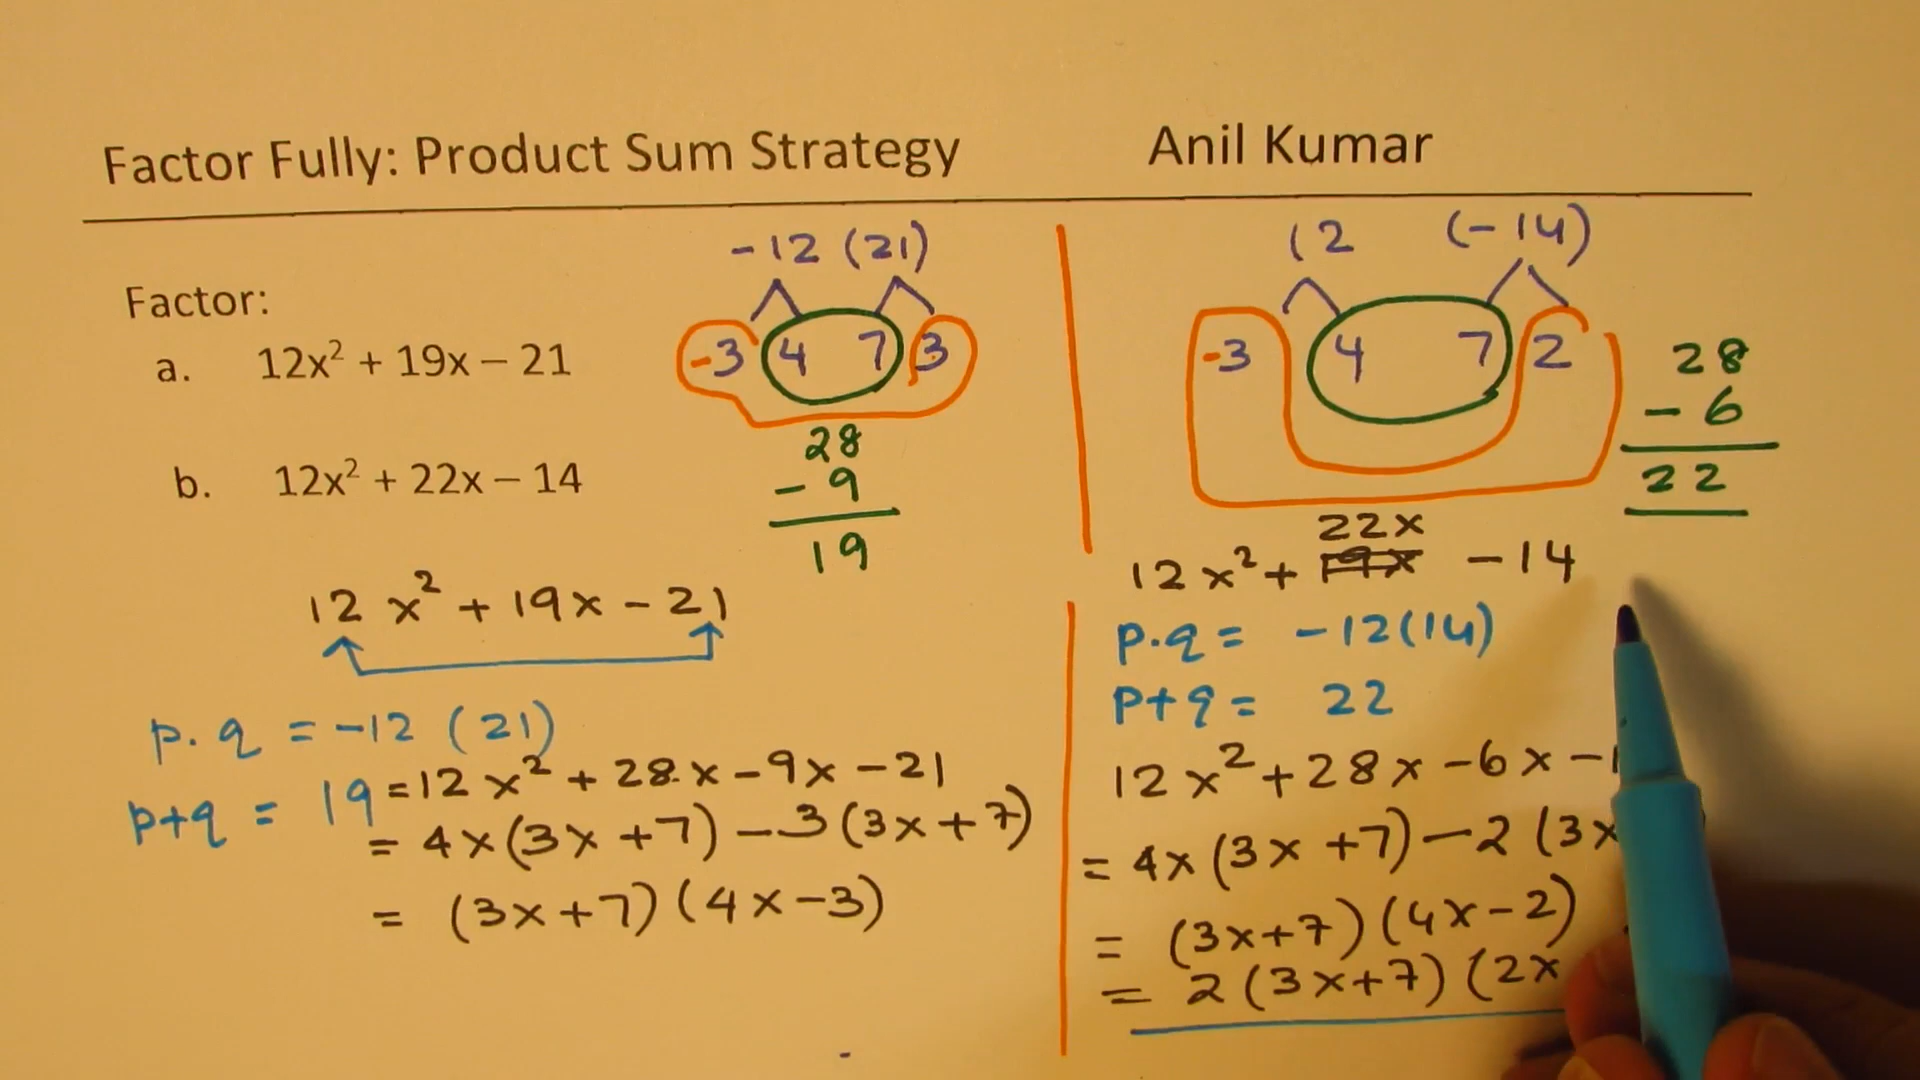 Factor Fully: Product Sum Strategy
Anil Kumar
Factor:
a. 12x² + 19x – 21
b. 12x² + 22x – 14
-12 (21)
-3 4 7 3
28
- 9
19
12x² + 19x - 21
p.q = -12 (21)
p+q = 19
= 12x² + 28x - 9x - 21
= 4x(3x+7) - 3(3x+7)
= (3x+7)(4x-3)
12 (-14)
-3 4 7 2
28
- 6
22
22x
12x² + 19x - 14
p.q = -12(14)
p+q = 22
12x² + 28x - 6x - 1
= 4x(3x+7) - 2(3x
= (3x+7)(4x-2)
= 2(3x+7)(2x